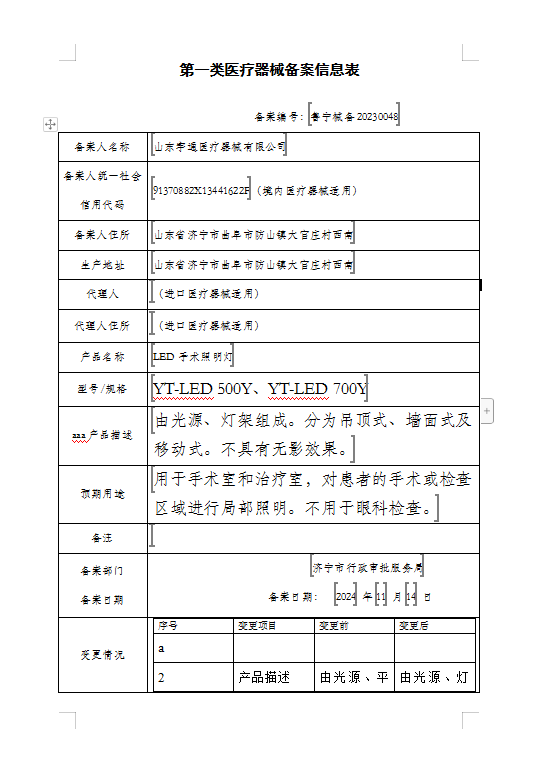 第一类医疗器械备案信息表
备案编号：鲁宁械备20230048
备案人名称 山东宇通医疗器械有限公司
备案人统一社会
信用代码
9137088ZX13441622F（境内医疗器械适用）
备案人住所 山东省济宁市曲阜市防山镇大官庄村西南
生产地址 山东省济宁市曲阜市防山镇大官庄村西南
代理人 （进口医疗器械适用）
代理人住所 （进口医疗器械适用）
产品名称 LED手术照明灯
型号/规格 YT-LED 500Y、YT-LED 700Y
aaa产品描述
由光源、灯架组成。分为吊顶式、墙面式及
移动式。不具有无影效果。
预期用途
用于手术室和治疗室，对患者的手术或检查
区域进行局部照明。不用于眼科检查。
备注
备案部门 济宁市行政审批服务局
备案日期 备案日期： 2024 年 11 月 14 日
变更情况
序号 变更项目 变更前 变更后
a
2 产品描述 由光源、平 由光源、灯